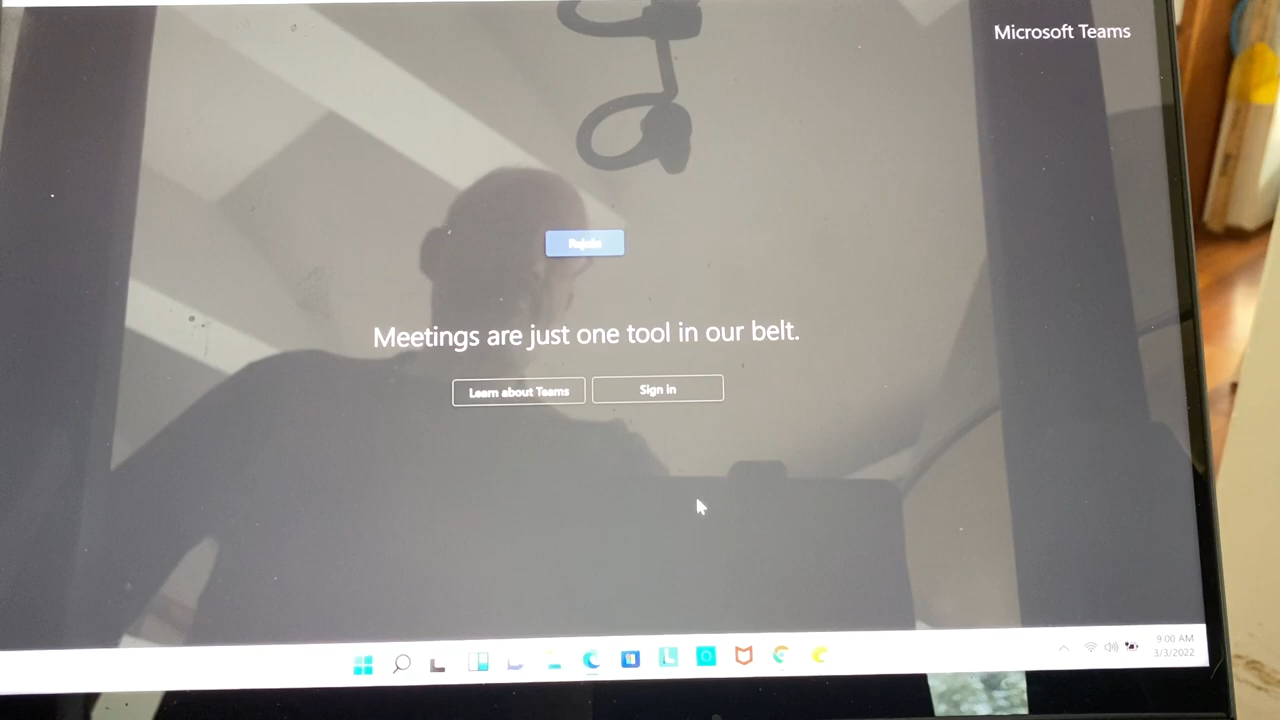 Microsoft Teams
Rejoin
Meetings are just one tool in our belt.
Learn about Teams
Sign in
9:00 AM
3/3/2022